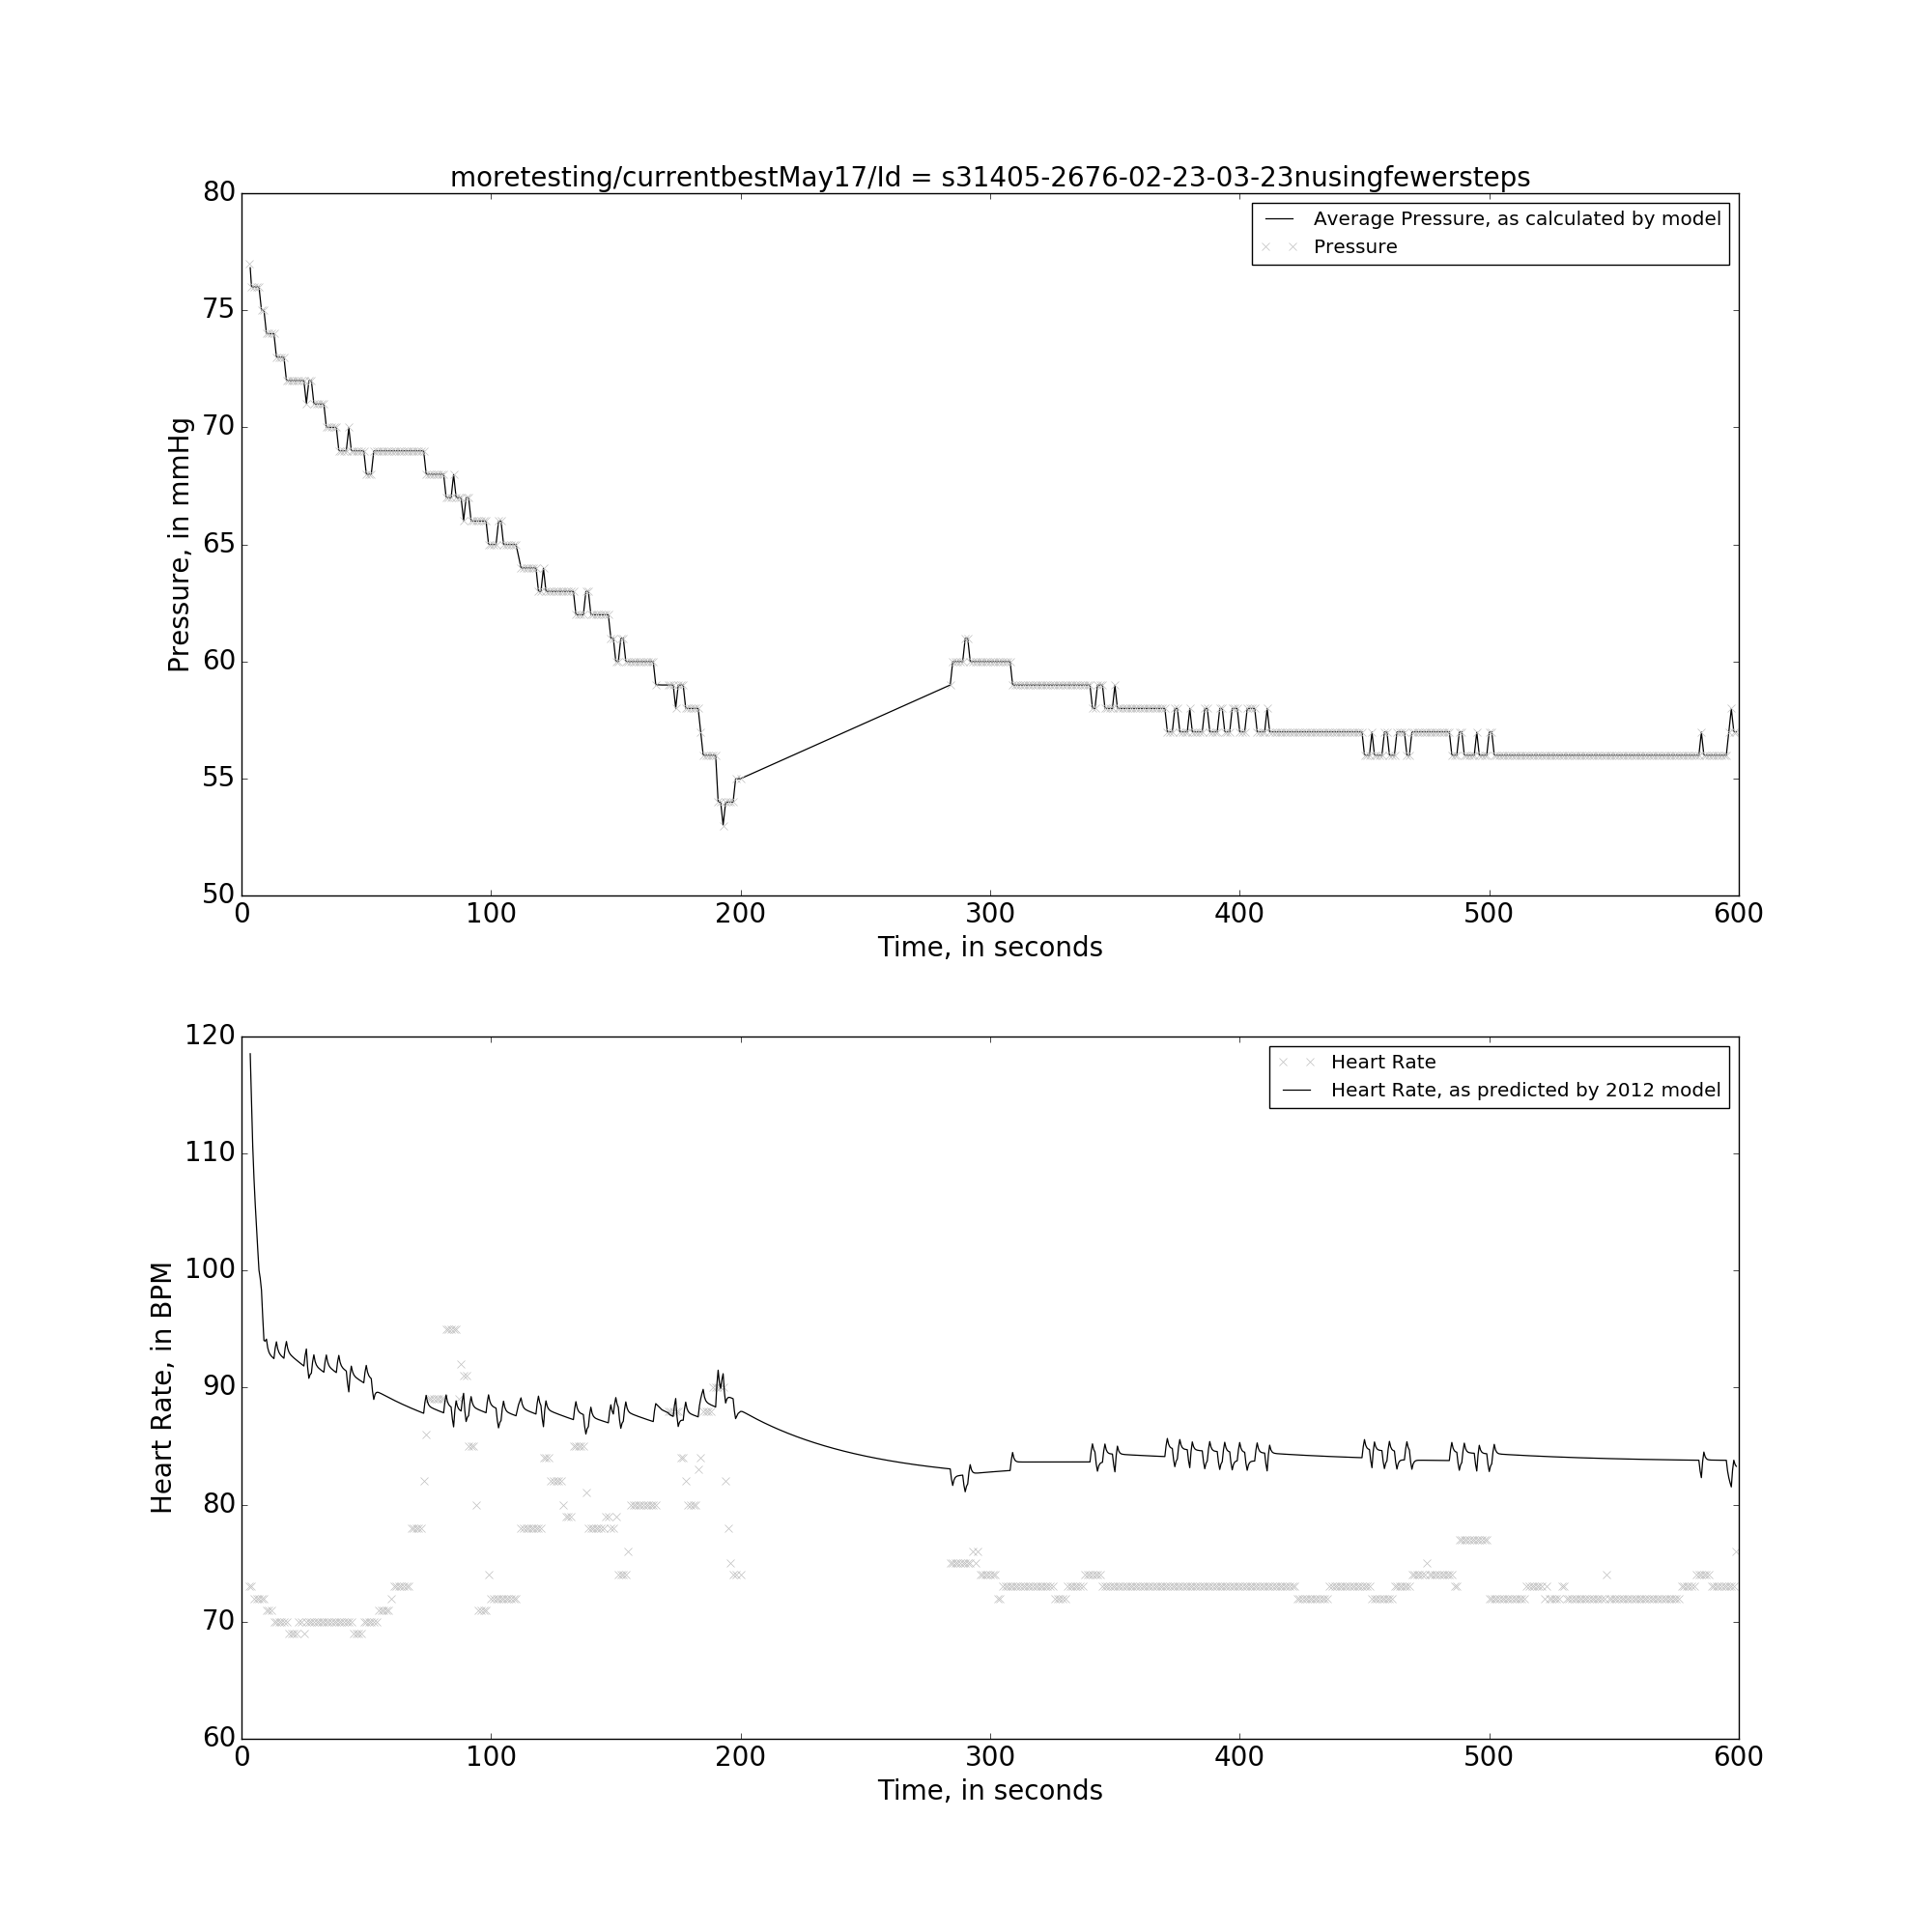 moretesting/currentbestMay17/Id = s31405-2676-02-23-03-23nusingfewersteps
80
75
70
65
60
55
50
Pressure, in mmHg
Average Pressure, as calculated by model
Pressure
0 100 200 300 400 500 600
Time, in seconds
120
110
100
90
80
70
60
Heart Rate, in BPM
Heart Rate
Heart Rate, as predicted by 2012 model
0 100 200 300 400 500 600
Time, in seconds